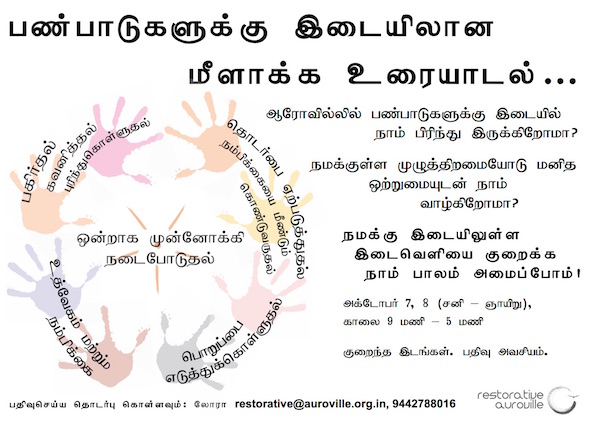 பண்பாடுகளுக்கு இடையிலான
மீளாக்க உரையாடல் ...
ஆரோவில்லில் பண்பாடுகளுக்கு இடையில்
நாம் பிரிந்து இருக்கிறோமா?
நமக்குள்ள முழுத்திறமையோடு மனித
ஒற்றுமையுடன் நாம்
வாழ்கிறோமா?
நமக்கு இடையிலுள்ள
இடைவெளியை குறைக்க
நாம் பாலம் அமைப்போம்!
அக்டோபர் 7, 8 (சனி – ஞாயிறு),
காலை 9 மணி – 5 மணி
குறைந்த இடங்கள். பதிவு அவசியம்.
பகிர்தல்
கவனித்தல்
புரிந்துகொள்ளுதல்
தொடர்பை ஏற்படுத்துதல்
நம்பிக்கையை மீண்டும்
கொண்டுவருதல்
ஒன்றாக முன்னோக்கி
நடைபோடுதல்
உத்வேகம் மற்றும்
நம்பிக்கை
பொறுப்பை
எடுத்துக்கொள்ளுதல்
பதிவுசெய்ய தொடர்பு கொள்ளவும்: லோரா restorative@auroville.org.in, 9442788016
restorative
auroville